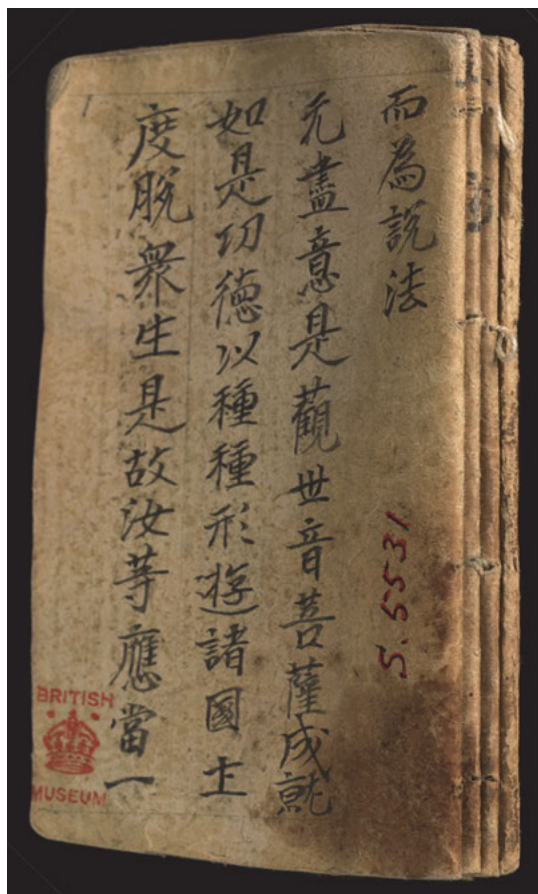 而為說法
无盡意是觀世音菩薩成就
如是功德以種種形遊諸國土
度脫衆生是故汝等應當一
S.5531
BRITISH
MUSEUM